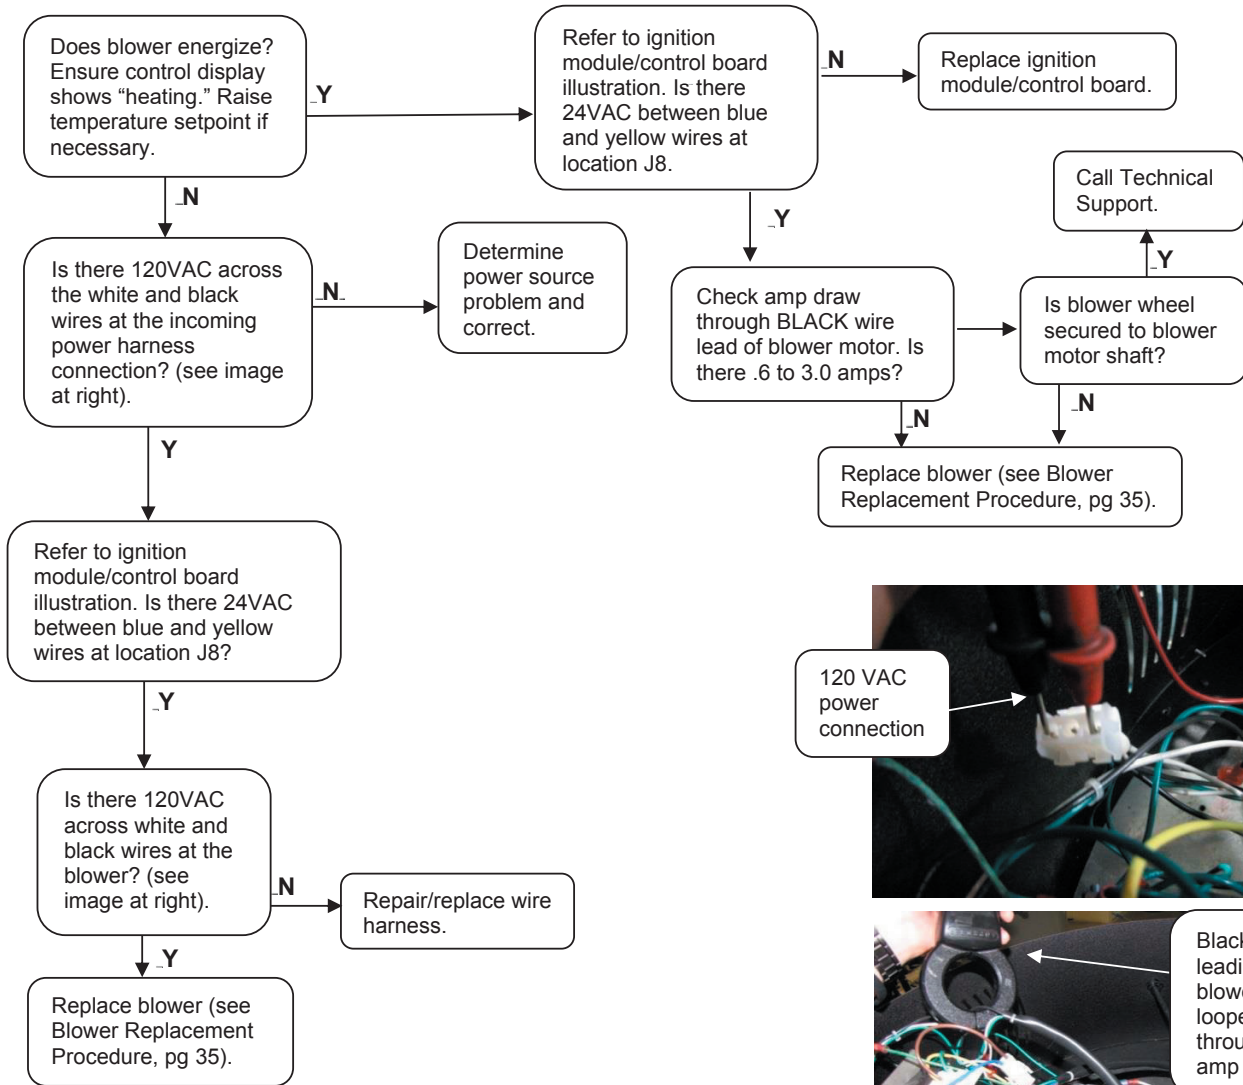 Does blower energize?
Ensure control display
shows “heating.” Raise
temperature setpoint if
necessary.
Y
N
Refer to ignition
module/control board
illustration. Is there
24VAC between blue
and yellow wires at
location J8.
N
Replace ignition
module/control board.
Y
Call Technical
Support.
Y
Is there 120VAC across
the white and black
wires at the incoming
power harness
connection? (see image
at right).
N
Determine
power source
problem and
correct.
Check amp draw
through BLACK wire
lead of blower motor. Is
there .6 to 3.0 amps?
Is blower wheel
secured to blower
motor shaft?
N
N
Y
Replace blower (see Blower
Replacement Procedure, pg 35).
Refer to ignition
module/control board
illustration. Is there 24VAC
between blue and yellow
wires at location J8?
Y
120 VAC
power
connection
Is there 120VAC
across white and
black wires at the
blower? (see
image at right).
N
Repair/replace wire
harness.
Y
Replace blower (see
Blower Replacement
Procedure, pg 35).
Black
leadi
blowe
loope
throu
amp